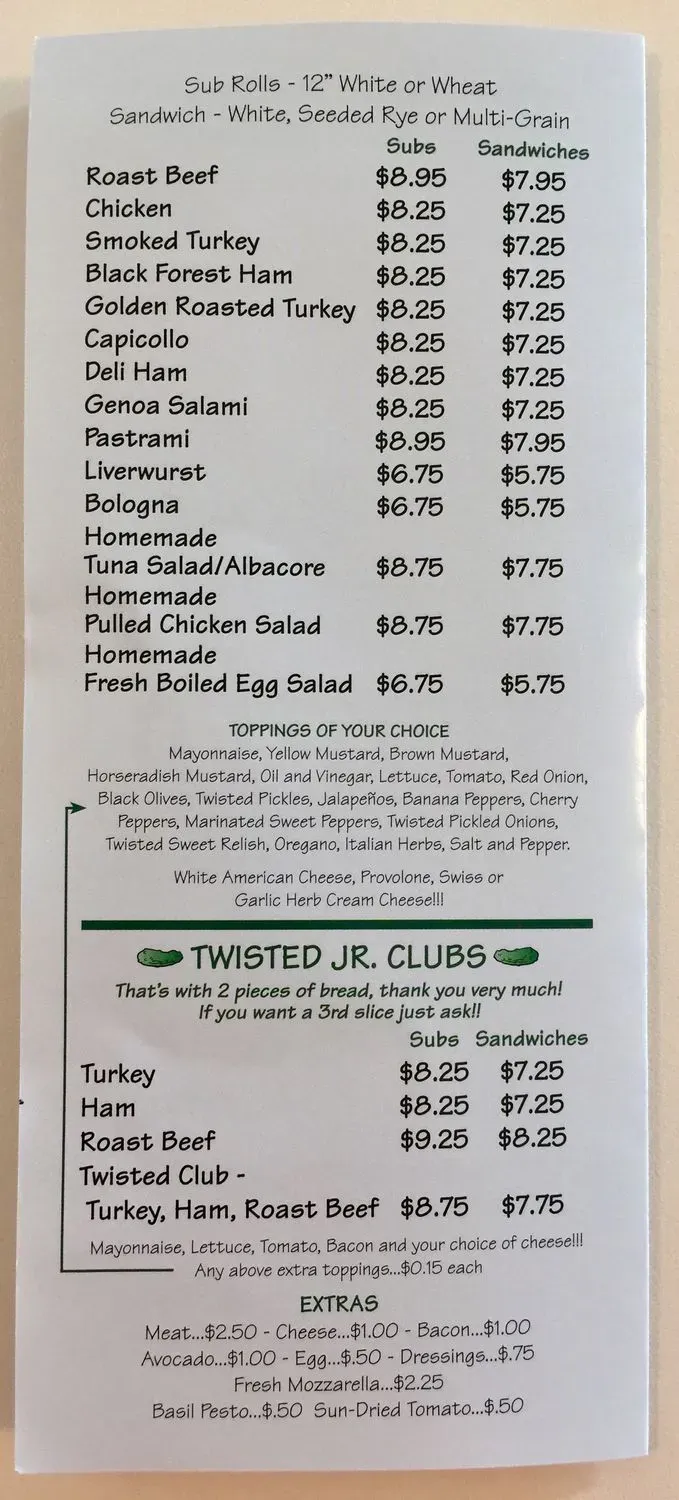 Sub Rolls - 12" White or Wheat
Sandwich - White, Seeded Rye or Multi-Grain
Subs Sandwiches
Roast Beef $8.95 $7.95
Chicken $8.25 $7.25
Smoked Turkey $8.25 $7.25
Black Forest Ham $8.25 $7.25
Golden Roasted Turkey $8.25 $7.25
Capicollo $8.25 $7.25
Deli Ham $8.25 $7.25
Genoa Salami $8.25 $7.25
Pastrami $8.95 $7.95
Liverwurst $6.75 $5.75
Bologna $6.75 $5.75
Homemade
Tuna Salad/Albacore $8.75 $7.75
Homemade
Pulled Chicken Salad $8.75 $7.75
Homemade
Fresh Boiled Egg Salad $6.75 $5.75
TOPPINGS OF YOUR CHOICE
Mayonnaise, Yellow Mustard, Brown Mustard,
Horseradish Mustard, Oil and Vinegar, Lettuce, Tomato, Red Onion,
Black Olives, Twisted Pickles, Jalapeños, Banana Peppers, Cherry
Peppers, Marinated Sweet Peppers, Twisted Pickled Onions,
Twisted Sweet Relish, Oregano, Italian Herbs, Salt and Pepper.
White American Cheese, Provolone, Swiss or
Garlic Herb Cream Cheese!!!
TWISTED JR. CLUBS
That's with 2 pieces of bread, thank you very much!
If you want a 3rd slice just ask!!
Subs Sandwiches
Turkey $8.25 $7.25
Ham $8.25 $7.25
Roast Beef $9.25 $8.25
Twisted Club -
Turkey, Ham, Roast Beef $8.75 $7.75
Mayonnaise, Lettuce, Tomato, Bacon and your choice of cheese!!!
Any above extra toppings...$0.15 each
EXTRAS
Meat...$2.50 - Cheese...$1.00 - Bacon...$1.00
Avocado...$1.00 - Egg...$.50 - Dressings...$.75
Fresh Mozzarella...$2.25
Basil Pesto...$.50 Sun-Dried Tomato...$.50